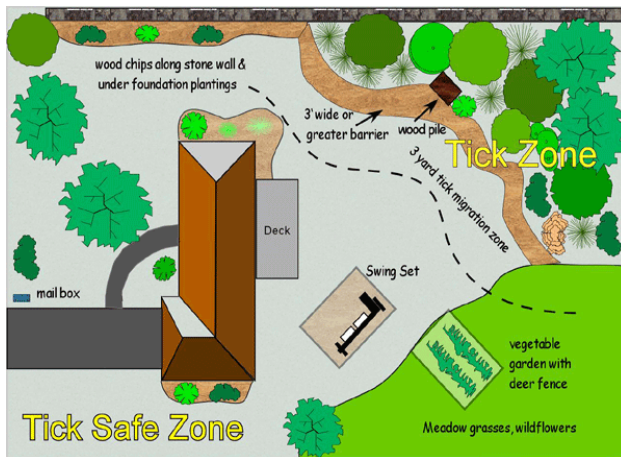 wood chips along stone wall &
under foundation plantings
3' wide or
greater barrier
wood pile
Tick Zone
3 yard tick migration zone
Deck
Swing Set
mail box
vegetable
garden with
deer fence
Tick Safe Zone
Meadow grasses, wildflowers